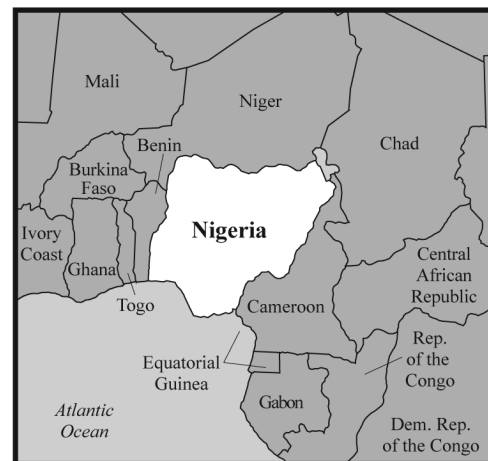 Mali
Niger
Chad
Benin
Burkina
Faso
Nigeria
Ivory
Coast
Ghana
Togo
Central
African
Republic
Cameroon
Equatorial
Guinea
Rep.
of the Congo
Gabon
Atlantic
Ocean
Dem. Rep.
of the Congo